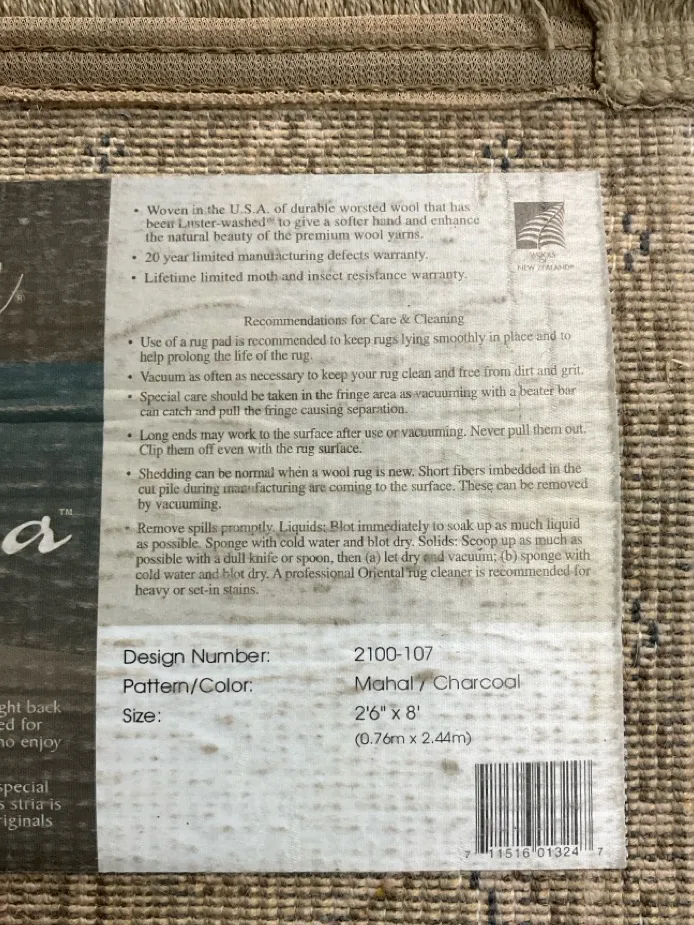 • Woven in the U.S.A. of durable worsted wool that has
been Luster-washed℠ to give a softer hand and enhance
the natural beauty of the premium wool yarns.
• 20 year limited manufacturing defects warranty.
• Lifetime limited moth and insect resistance warranty.
WOOLS
OF
NEW ZEALAND®
Recommendations for Care & Cleaning
• Use of a rug pad is recommended to keep rugs lying smoothly in place and to
help prolong the life of the rug.
• Vacuum as often as necessary to keep your rug clean and free from dirt and grit.
• Special care should be taken in the fringe area as vacuuming with a beater bar
can catch and pull the fringe causing separation.
• Long ends may work to the surface after use or vacuuming. Never pull them out.
Clip them off even with the rug surface.
• Shedding can be normal when a wool rug is new. Short fibers imbedded in the
cut pile during manufacturing are coming to the surface. These can be removed
by vacuuming.
• Remove spills promptly. Liquids: Blot immediately to soak up as much liquid
as possible. Sponge with cold water and blot dry. Solids: Scoop up as much as
possible with a dull knife or spoon, then (a) let dry and vacuum; (b) sponge with
cold water and blot dry. A professional Oriental rug cleaner is recommended for
heavy or set-in stains.
®
a™
ght back
ed for
ho enjoy
special
s stria is
riginals
Design Number: 2100-107
Pattern/Color: Mahal / Charcoal
Size: 2'6" x 8'
(0.76m x 2.44m)
7 11516 01324 7